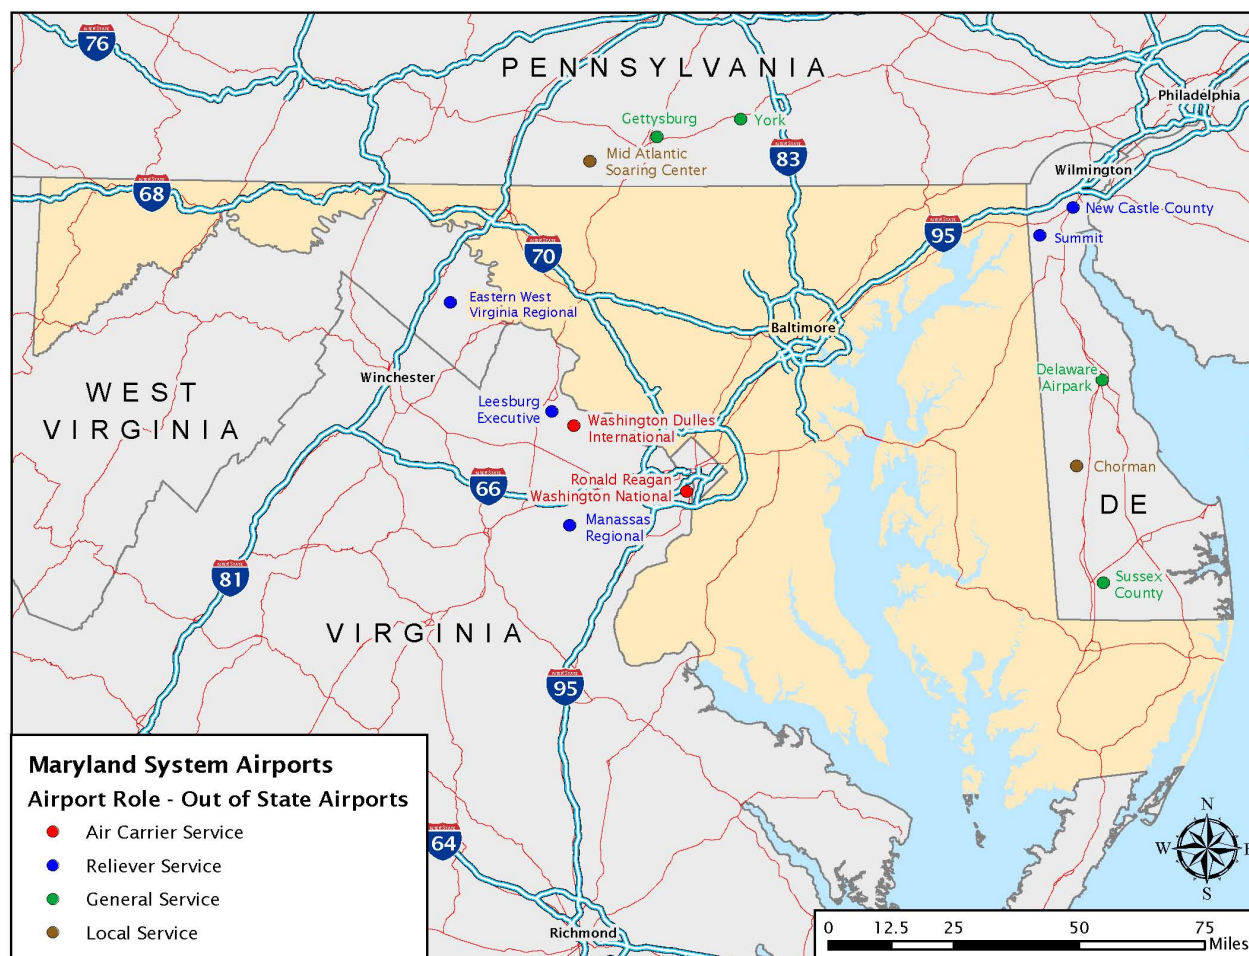 76
PENNSYLVANIA
Philadelphia
Gettysburg
York
Mid Atlantic
Soaring Center
83
Wilmington
68
New Castle County
Summit
95
70
Eastern West
Virginia Regional
Baltimore
Winchester
Delaware
Airpark
WEST
VIRGINIA
Leesburg
Executive
Washington Dulles
International
Chorman
66
Ronald Reagan
Washington National
DE
Manassas
Regional
81
Sussex
County
VIRGINIA
95
Maryland System Airports
Airport Role - Out of State Airports
Air Carrier Service
Reliever Service
General Service
Local Service
64
Richmond
N
W E
S
0 12.5 25 50 75
Miles